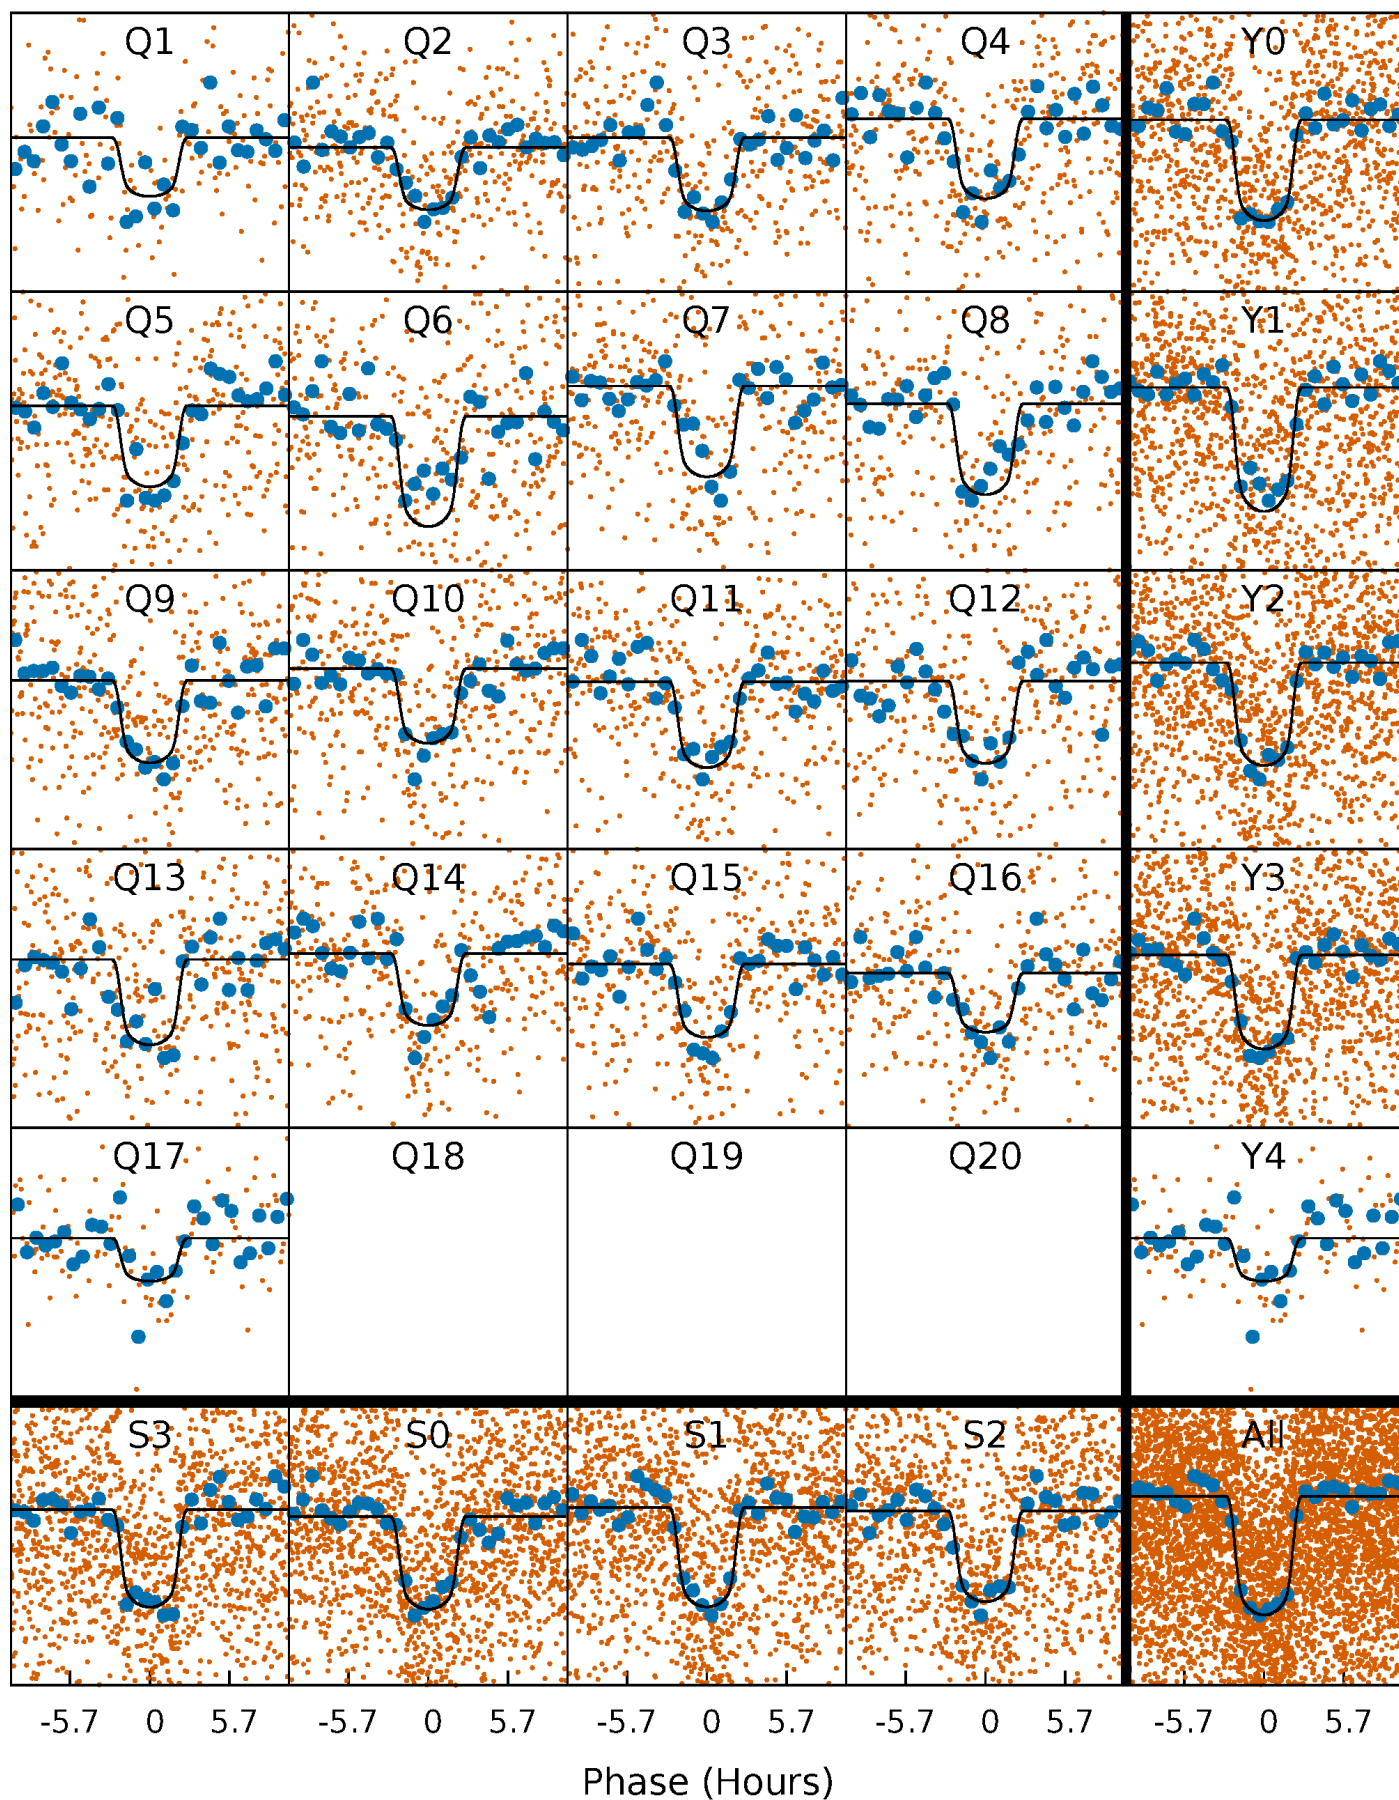 Q1 Q2 Q3 Q4 Y0
Q5 Q6 Q7 Q8 Y1
Q9 Q10 Q11 Q12 Y2
Q13 Q14 Q15 Q16 Y3
Q17 Q18 Q19 Q20 Y4
S3 S0 S1 S2 All
-5.7 0 5.7 -5.7 0 5.7 -5.7 0 5.7 -5.7 0 5.7 -5.7 0 5.7
Phase (Hours)